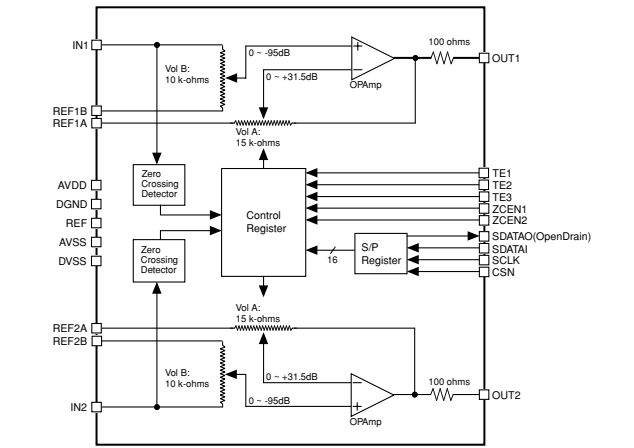 IN1
Vol B:
10 k-ohms
0 ~ -95dB
0 ~ +31.5dB
OPAmp
100 ohms
OUT1
REF1B
REF1A
Vol A:
15 k-ohms
Zero
Crossing
Detector
Control
Register
TE1
TE2
TE3
ZCEN1
ZCEN2
AVDD
DGND
REF
AVSS
DVSS
Zero
Crossing
Detector
16
S/P
Register
SDATAO(OpenDrain)
SDATAI
SCLK
CSN
Vol A:
15 k-ohms
REF2A
REF2B
Vol B:
10 k-ohms
0 ~ +31.5dB
0 ~ -95dB
OPAmp
100 ohms
OUT2
IN2